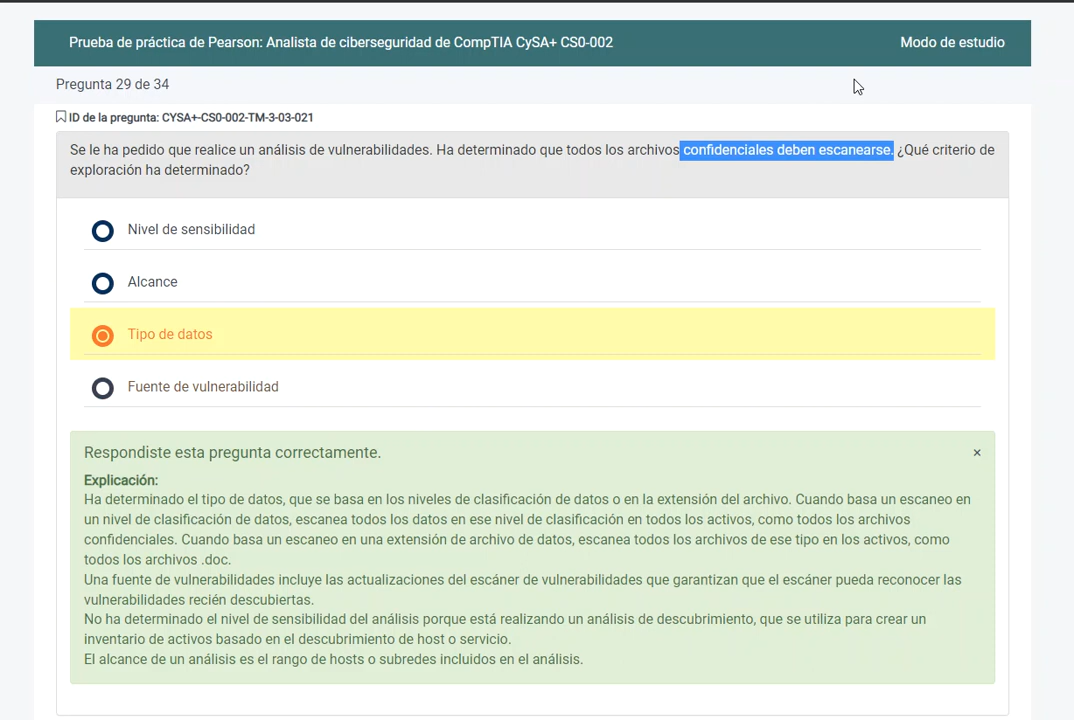 Prueba de práctica de Pearson: Analista de ciberseguridad de CompTIA CySA+ CS0-002
Modo de estudio
Pregunta 29 de 34
ID de la pregunta: CYSA+-CS0-002-TM-3-03-021
Se le ha pedido que realice un análisis de vulnerabilidades. Ha determinado que todos los archivos confidenciales deben escanearse. ¿Qué criterio de
exploración ha determinado?
Nivel de sensibilidad
Alcance
Tipo de datos
Fuente de vulnerabilidad
Respondiste esta pregunta correctamente.
×
Explicación:
Ha determinado el tipo de datos, que se basa en los niveles de clasificación de datos o en la extensión del archivo. Cuando basa un escaneo en
un nivel de clasificación de datos, escanea todos los datos en ese nivel de clasificación en todos los activos, como todos los archivos
confidenciales. Cuando basa un escaneo en una extensión de archivo de datos, escanea todos los archivos de ese tipo en los activos, como
todos los archivos .doc.
Una fuente de vulnerabilidades incluye las actualizaciones del escáner de vulnerabilidades que garantizan que el escáner pueda reconocer las
vulnerabilidades recién descubiertas.
No ha determinado el nivel de sensibilidad del análisis porque está realizando un análisis de descubrimiento, que se utiliza para crear un
inventario de activos basado en el descubrimiento de host o servicio.
El alcance de un análisis es el rango de hosts o subredes incluidos en el análisis.